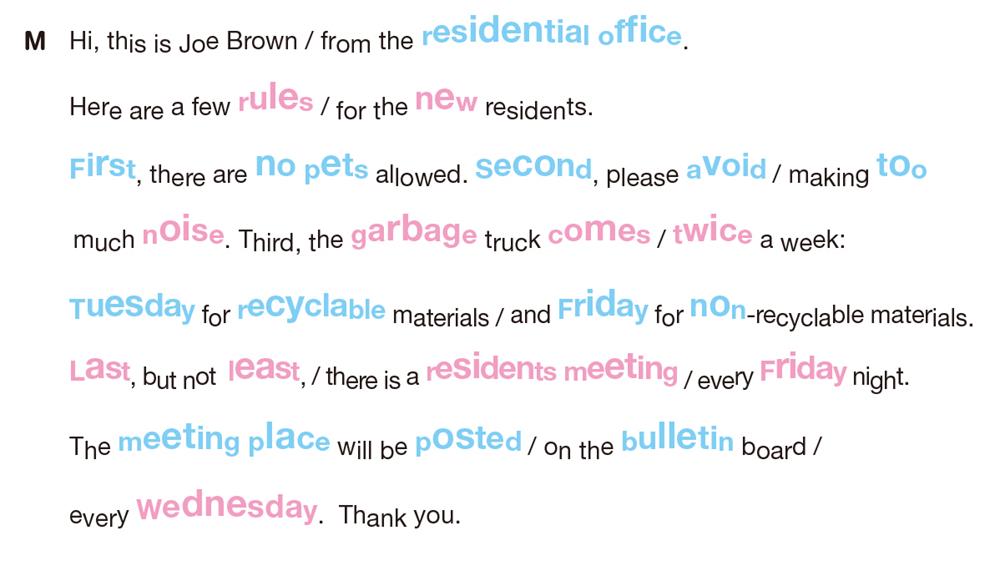 M Hi, this is Joe Brown / from the residential office.
Here are a few rules / for the new residents.
First, there are no pets allowed. second, please avoid / making too
much noise. Third, the garbage truck comes / twice a week:
Tuesday for recyclable materials / and Friday for non-recyclable materials.
Last, but not least, / there is a residents meeting / every Friday night.
The meeting place will be posted / on the bulletin board /
every wednesday. Thank you.